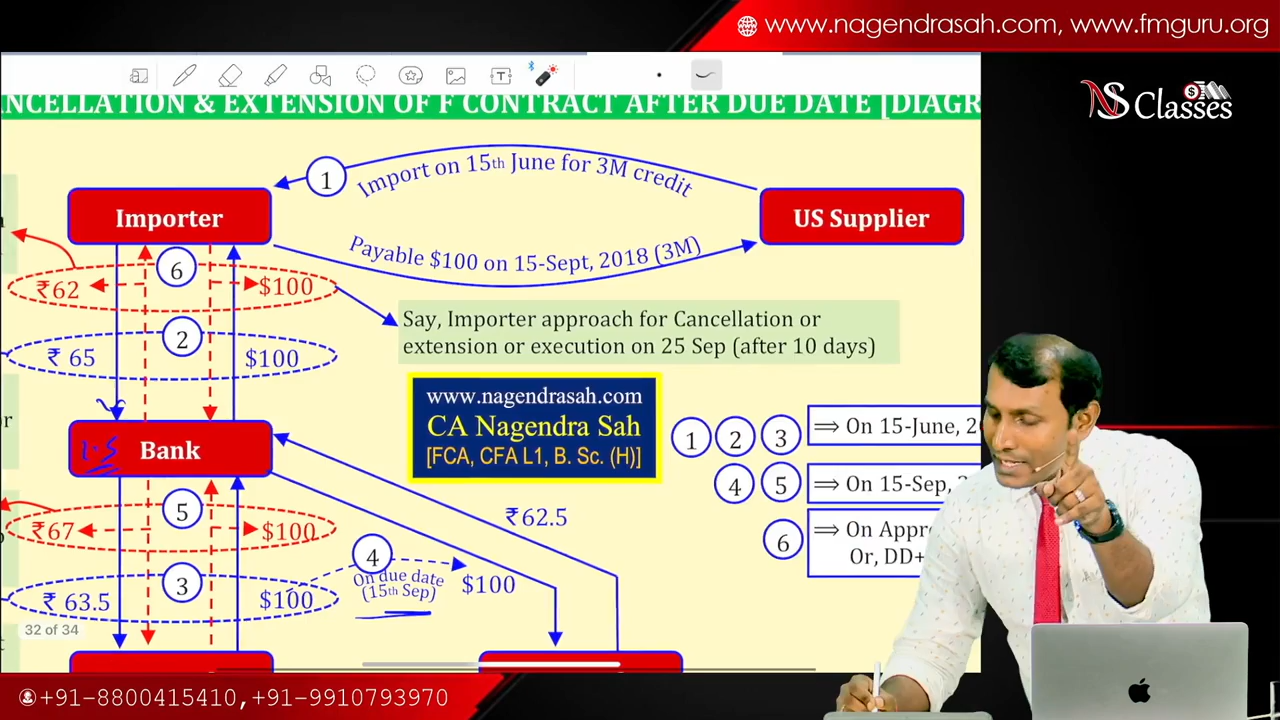 www.nagendrasah.com, www.fmguru.org
NS Classes
NCELLATION & EXTENSION OF F CONTRACT AFTER DUE DATE [DIAGR
1
Import on 15th June for 3M credit
Importer
US Supplier
Payable $100 on 15-Sept, 2018 (3M)
6
₹62
$100
Say, Importer approach for Cancellation or
extension or execution on 25 Sep (after 10 days)
2
₹ 65
$100
www.nagendrasah.com
CA Nagendra Sah
[FCA, CFA L1, B. Sc. (H)]
1 2 3
⟹ On 15-June, 2
1.5
Bank
4 5
⟹ On 15-Sep, 2
5
₹67
$100
₹62.5
6
⟹ On Appr
Or, DD+
4
On due date
(15th Sep)
$100
3
₹ 63.5
$100
32 of 34
+91-8800415410,+91-9910793970